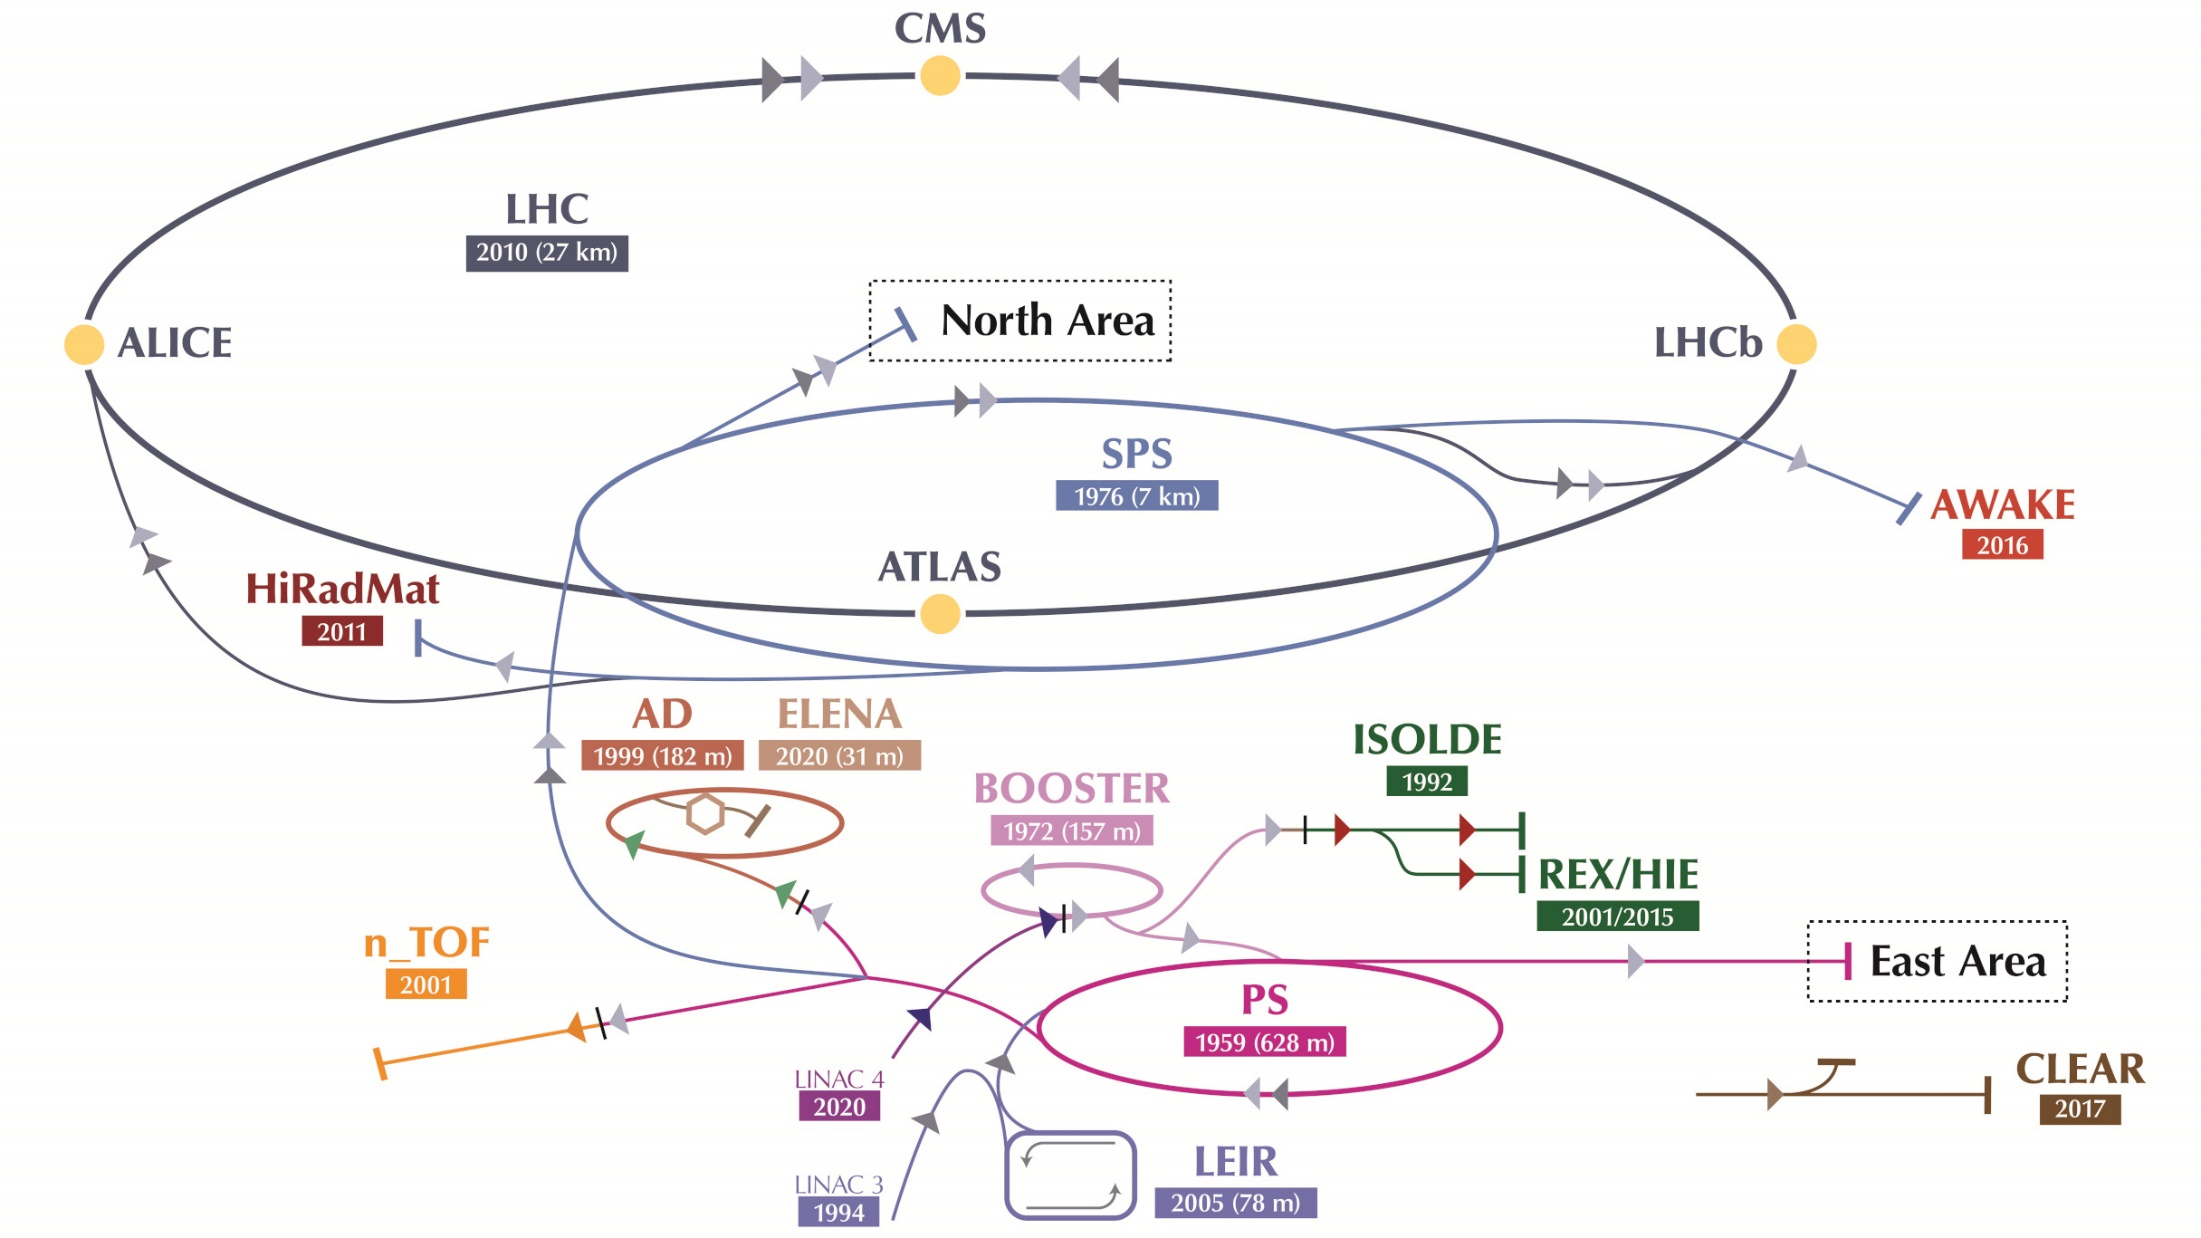 CMS
LHC
2010 (27 km)
North Area
ALICE
LHCb
SPS
1976 (7 km)
AWAKE
2016
ATLAS
HiRadMat
2011
AD
1999 (182 m)
ELENA
2020 (31 m)
ISOLDE
1992
BOOSTER
1972 (157 m)
REX/HIE
2001/2015
n_TOF
2001
East Area
PS
1959 (628 m)
LINAC 4
2020
CLEAR
2017
LEIR
2005 (78 m)
LINAC 3
1994